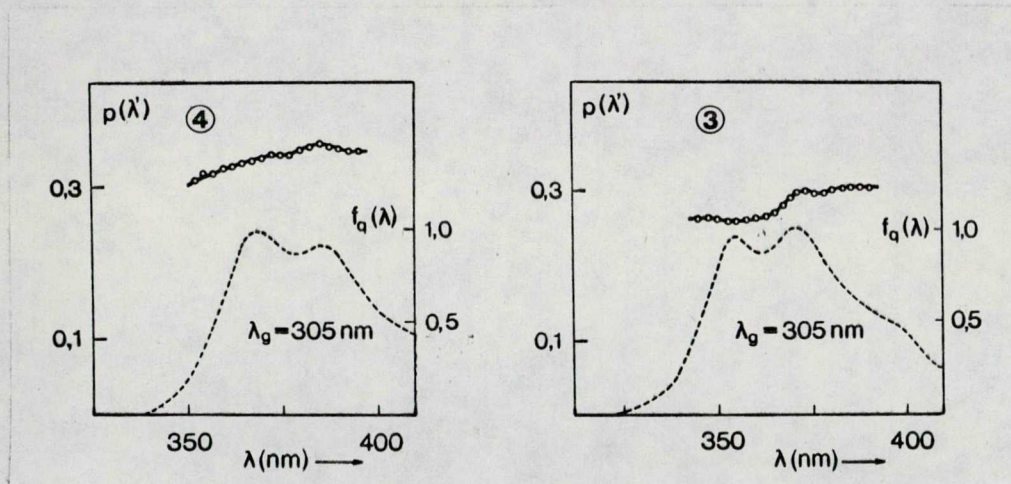 p(λ')
④
0,3
f_q(λ)
1,0
λ_g = 305 nm
0,5
0,1
350
400
λ (nm) →
p(λ')
③
0,3
f_q(λ)
1,0
λ_g = 305 nm
0,5
0,1
350
400
λ (nm) →